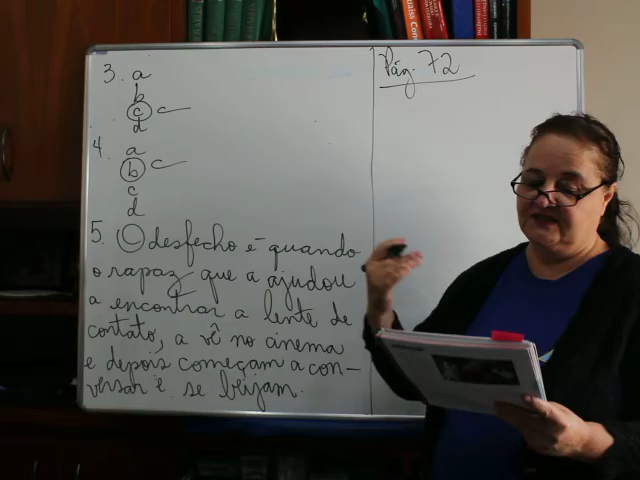 3. a
b
c c
d
4. a
b c
c
d
5. O desfecho é quando
o rapaz que a ajudou
a encontrar a lente de
contato, a vê no cinema
e depois começam a con-
versar e se beijam.
Pág. 72